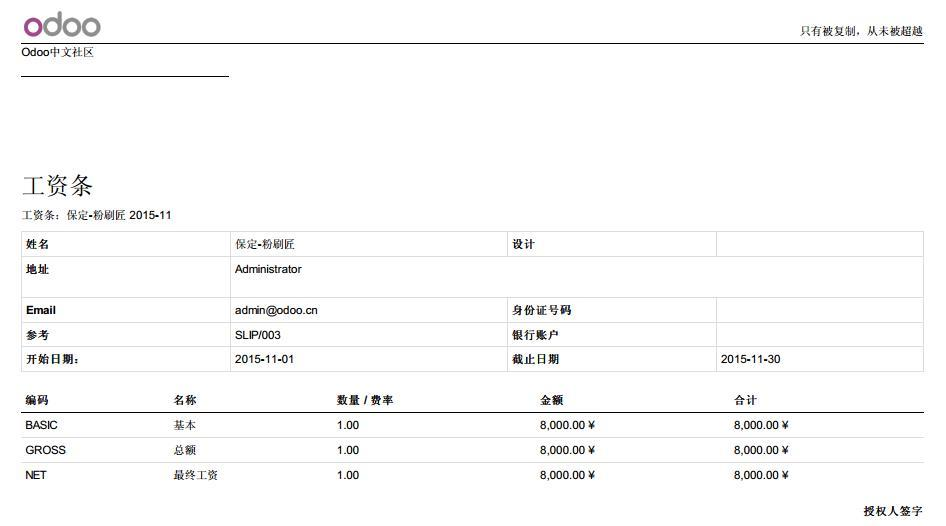 odoo
只有被复制，从未被超越
Odoo中文社区
工资条
工资条：保定-粉刷匠 2015-11
姓名 保定-粉刷匠 设计
地址 Administrator
Email admin@odoo.cn 身份证号码
参考 SLIP/003 银行账户
开始日期： 2015-11-01 截止日期 2015-11-30
编码 名称 数量 / 费率 金额 合计
BASIC 基本 1.00 8,000.00 ¥ 8,000.00 ¥
GROSS 总额 1.00 8,000.00 ¥ 8,000.00 ¥
NET 最终工资 1.00 8,000.00 ¥ 8,000.00 ¥
授权人签字